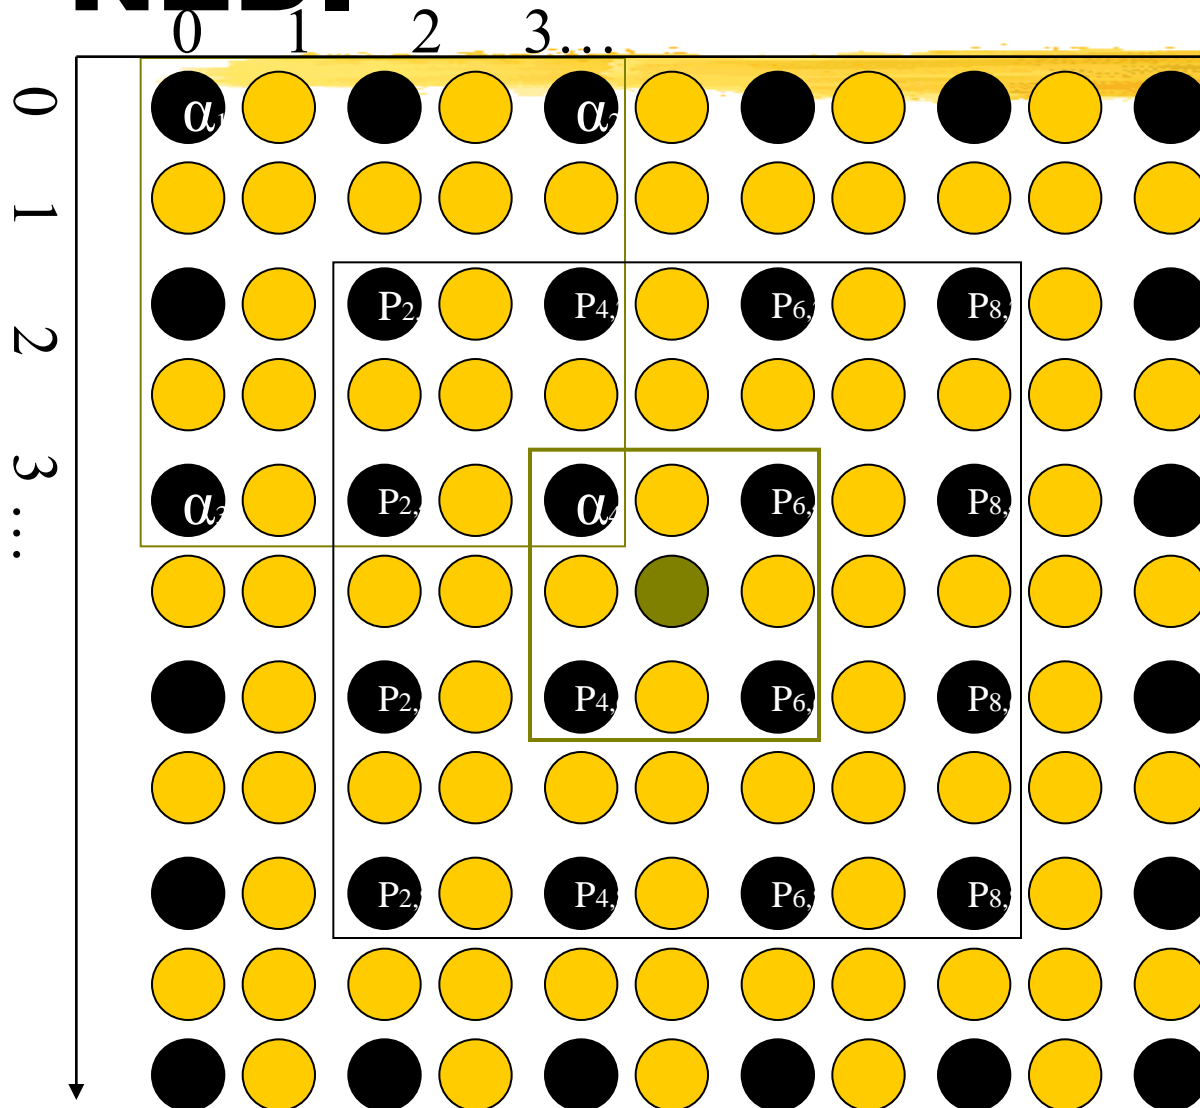 0 1 2 3…
0
α α
1
2
P2, P4, P6, P8,
3
α P2, α P6, P8,
…
P2, P4, P6, P8,
P2, P4, P6, P8,